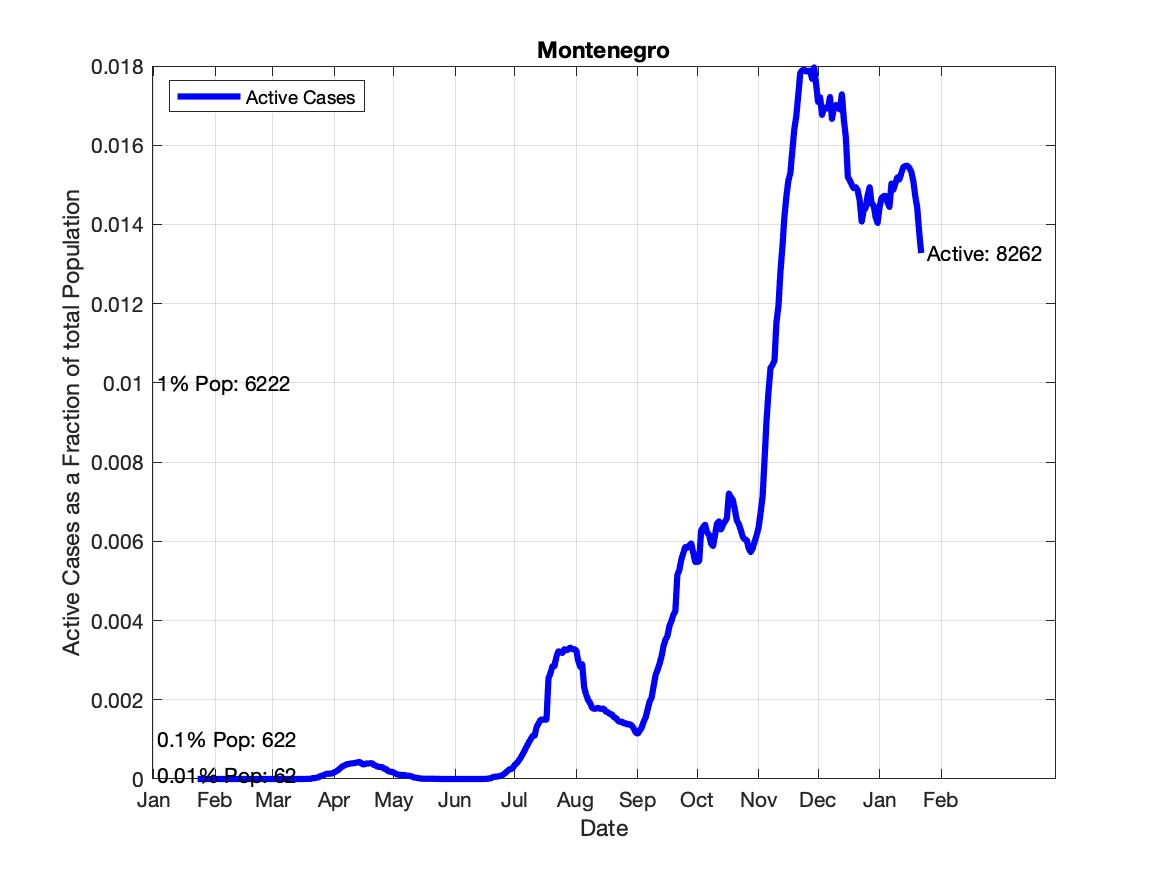 Montenegro
Active Cases
0.018
0.016
0.014
0.012
0.01
0.008
0.006
0.004
0.002
0
Active Cases as a Fraction of total Population
Active: 8262
1% Pop: 6222
0.1% Pop: 622
0.01% Pop: 62
Jan Feb Mar Apr May Jun Jul Aug Sep Oct Nov Dec Jan Feb
Date